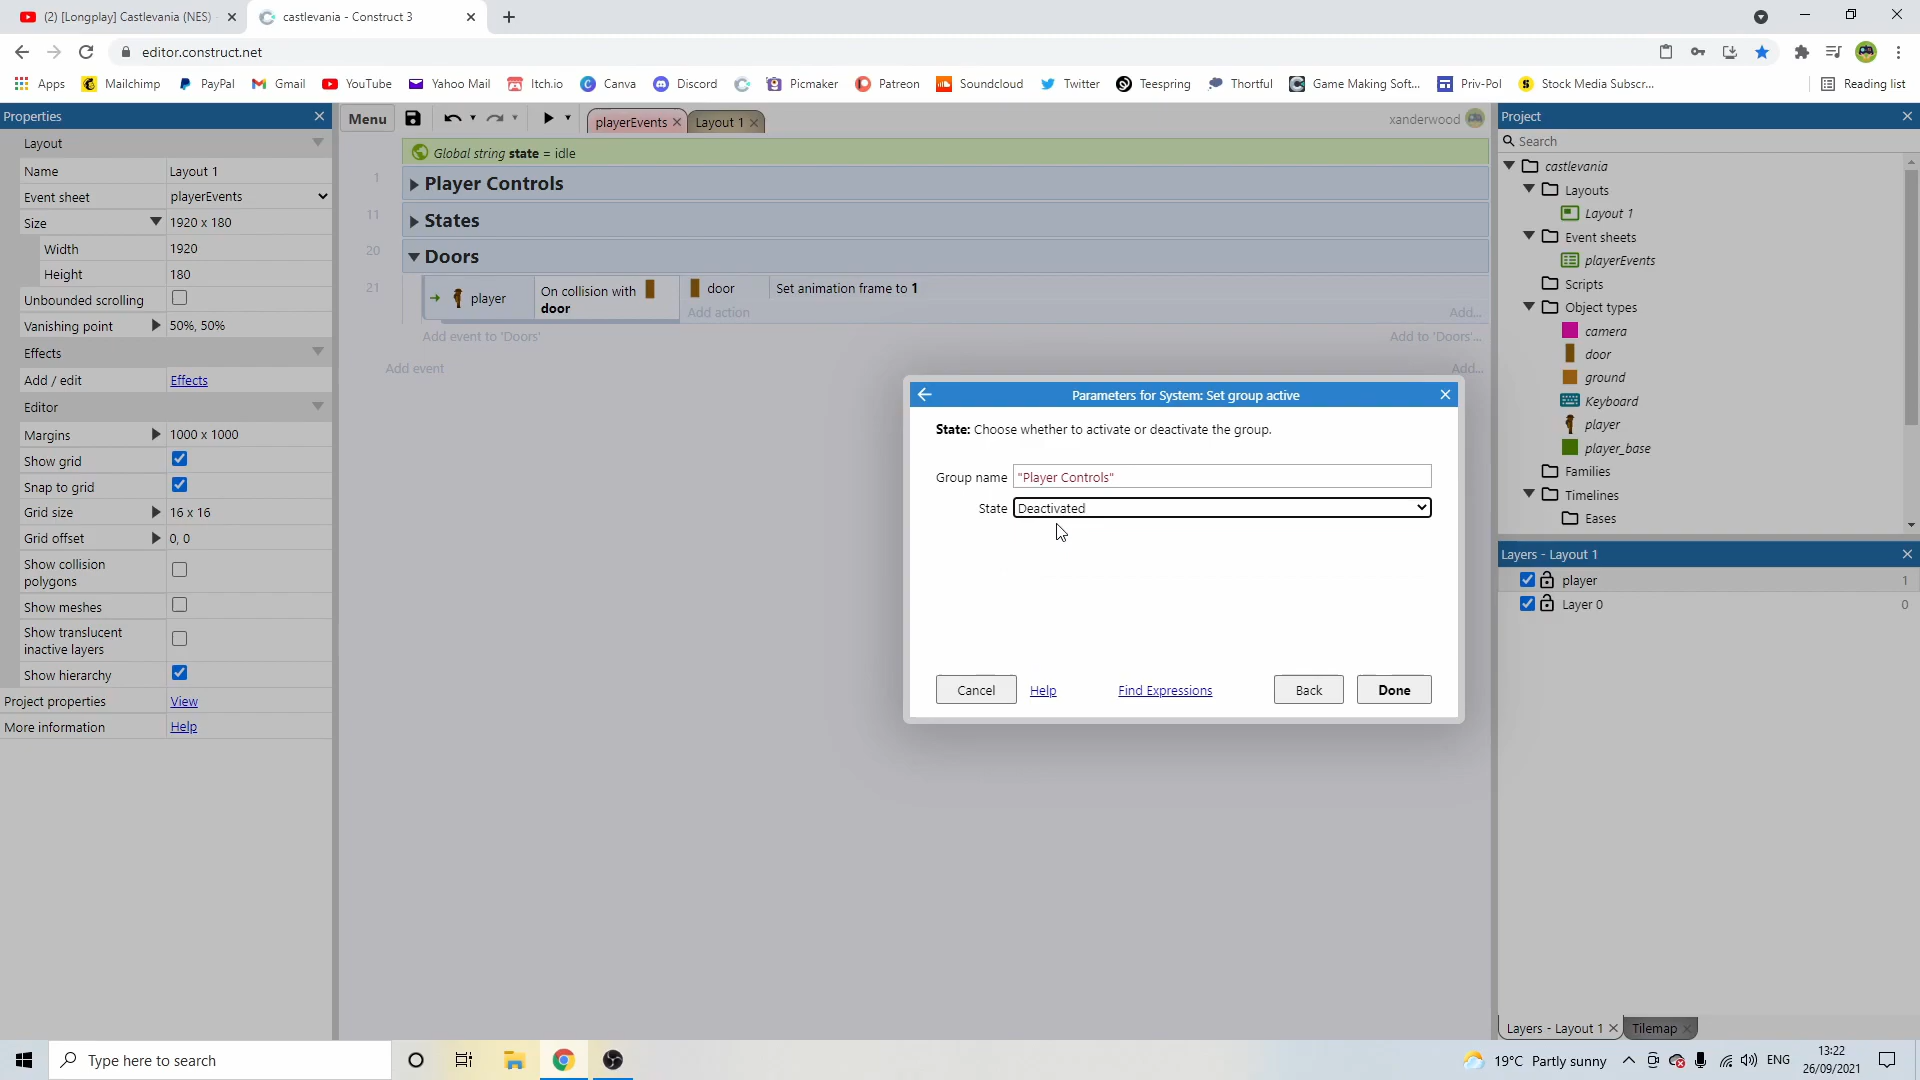 (2) [Longplay] Castlevania (NES)
castlevania - Construct 3
editor.construct.net
Apps Mailchimp PayPal Gmail YouTube Yahoo Mail Itch.io Canva Discord Picmaker Patreon Soundcloud Twitter Teespring Thortful Game Making Soft... Priv-Pol Stock Media Subscr... Reading list
Properties
Layout
Name Layout 1
Event sheet playerEvents
Size 1920 x 180
Width 1920
Height 180
Unbounded scrolling
Vanishing point 50%, 50%
Effects
Add / edit Effects
Editor
Margins 1000 x 1000
Show grid
Snap to grid
Grid size 16 x 16
Grid offset 0, 0
Show collision
polygons
Show meshes
Show translucent
inactive layers
Show hierarchy
Project properties View
More information Help
Menu
playerEvents
Layout 1
xanderwood
Global string state = idle
1 Player Controls
11 States
20 Doors
21 player On collision with
door
door Set animation frame to 1
Add action Add...
Add event to 'Doors' Add to 'Doors'...
Add event Add...
Parameters for System: Set group active
State: Choose whether to activate or deactivate the group.
Group name "Player Controls"
State Deactivated
Cancel Help Find Expressions Back Done
Project
Search
castlevania
Layouts
Layout 1
Event sheets
playerEvents
Scripts
Object types
camera
door
ground
Keyboard
player
player_base
Families
Timelines
Eases
Layers - Layout 1
player 1
Layer 0 0
Layers - Layout 1 Tilemap
Type here to search
19°C Partly sunny
ENG
13:22
26/09/2021